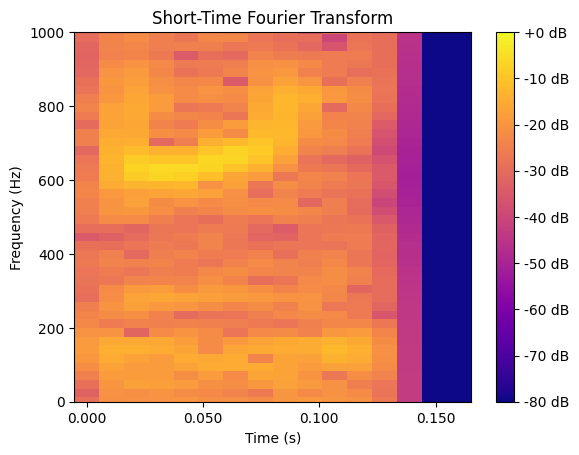 Short-Time Fourier Transform
Frequency (Hz)
1000
800
600
400
200
0
0.000 0.050 0.100 0.150
Time (s)
+0 dB
-10 dB
-20 dB
-30 dB
-40 dB
-50 dB
-60 dB
-70 dB
-80 dB